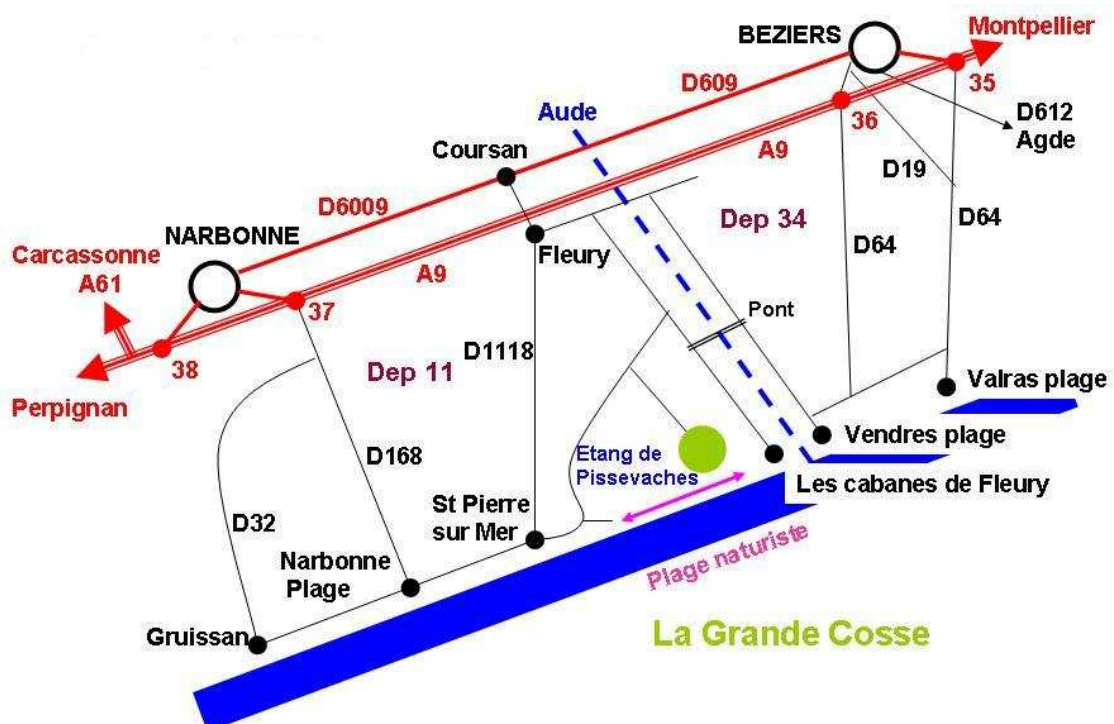 BEZIERS
Montpellier
D609
35
36
Aude
D612
Agde
Coursan
A9
D19
D6009
Dep 34
D64
NARBONNE
Fleury
D64
Carcassonne
A61
A9
37
Pont
38
D1118
Dep 11
Perpignan
Valras plage
Vendres plage
D168
Etang de
Pissevaches
Les cabanes de Fleury
D32
St Pierre
sur Mer
Plage naturiste
Narbonne
Plage
Gruissan
La Grande Cosse